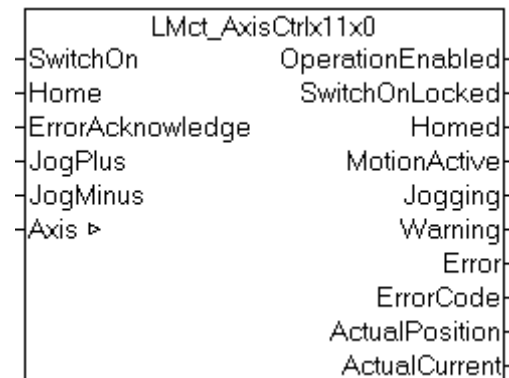 LMct_AxisCtrlx11x0
SwitchOn OperationEnabled
Home SwitchOnLocked
ErrorAcknowledge Homed
JogPlus MotionActive
JogMinus Jogging
Axis ▹ Warning
Error
ErrorCode
ActualPosition
ActualCurrent